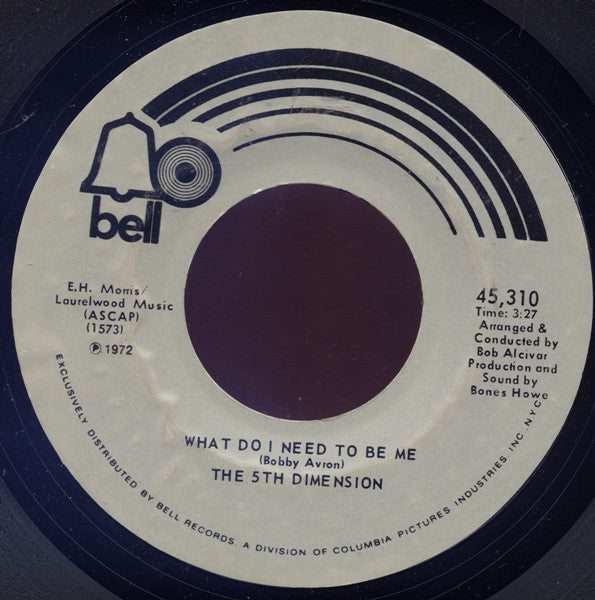 bell
E.H. Morris/
Laurelwood Music
(ASCAP)
(1573)
℗ 1972
45,310
Time: 3:27
Arranged &
Conducted by
Bob Alcivar
Production and
Sound by
Bones Howe
WHAT DO I NEED TO BE ME
(Bobby Avron)
THE 5TH DIMENSION
EXCLUSIVELY DISTRIBUTED BY BELL RECORDS, A DIVISION OF COLUMBIA PICTURES INDUSTRIES, INC. N.Y.C.